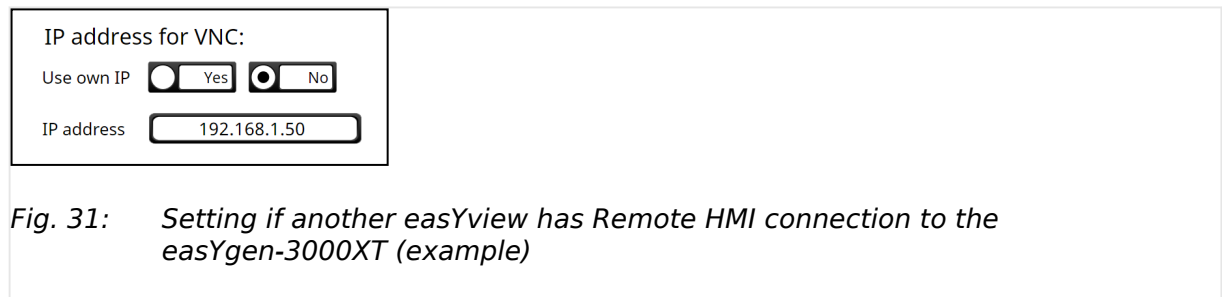 IP address for VNC:
Use own IP Yes No
IP address 192.168.1.50
Fig. 31: Setting if another easYview has Remote HMI connection to the
easYgen-3000XT (example)